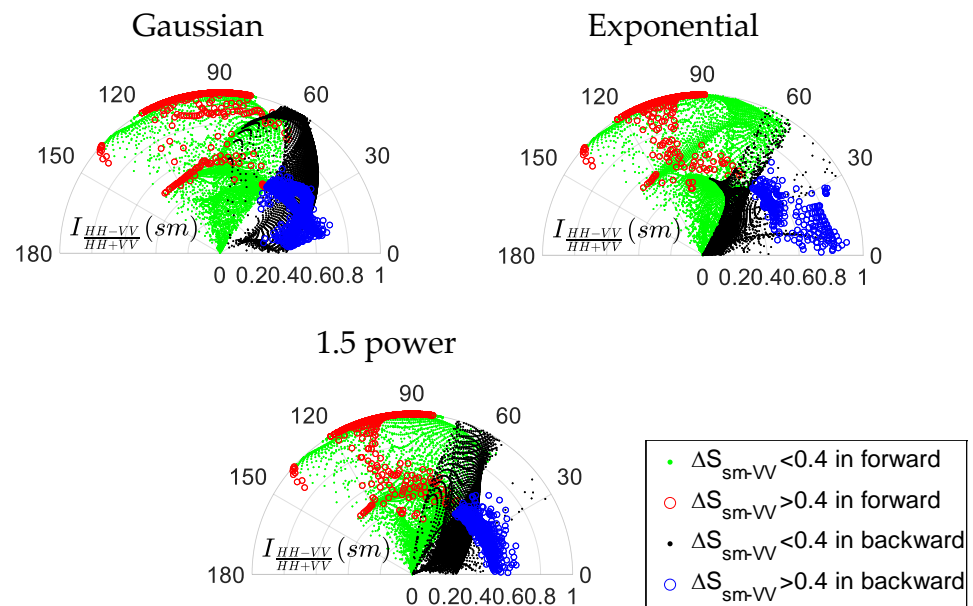 Gaussian
Exponential
90
120
60
150
30
I_{\frac{HH-VV}{HH+VV}}(sm)
180
0
0 0.20.40.60.8 1
90
120
60
150
30
I_{\frac{HH-VV}{HH+VV}}(sm)
180
0
0 0.20.40.60.8 1
1.5 power
90
120
60
150
30
I_{\frac{HH-VV}{HH+VV}}(sm)
180
0
0 0.20.40.60.8 1
ΔS_{sm-VV}<0.4 in forward
ΔS_{sm-VV}>0.4 in forward
ΔS_{sm-VV}<0.4 in backward
ΔS_{sm-VV}>0.4 in backward